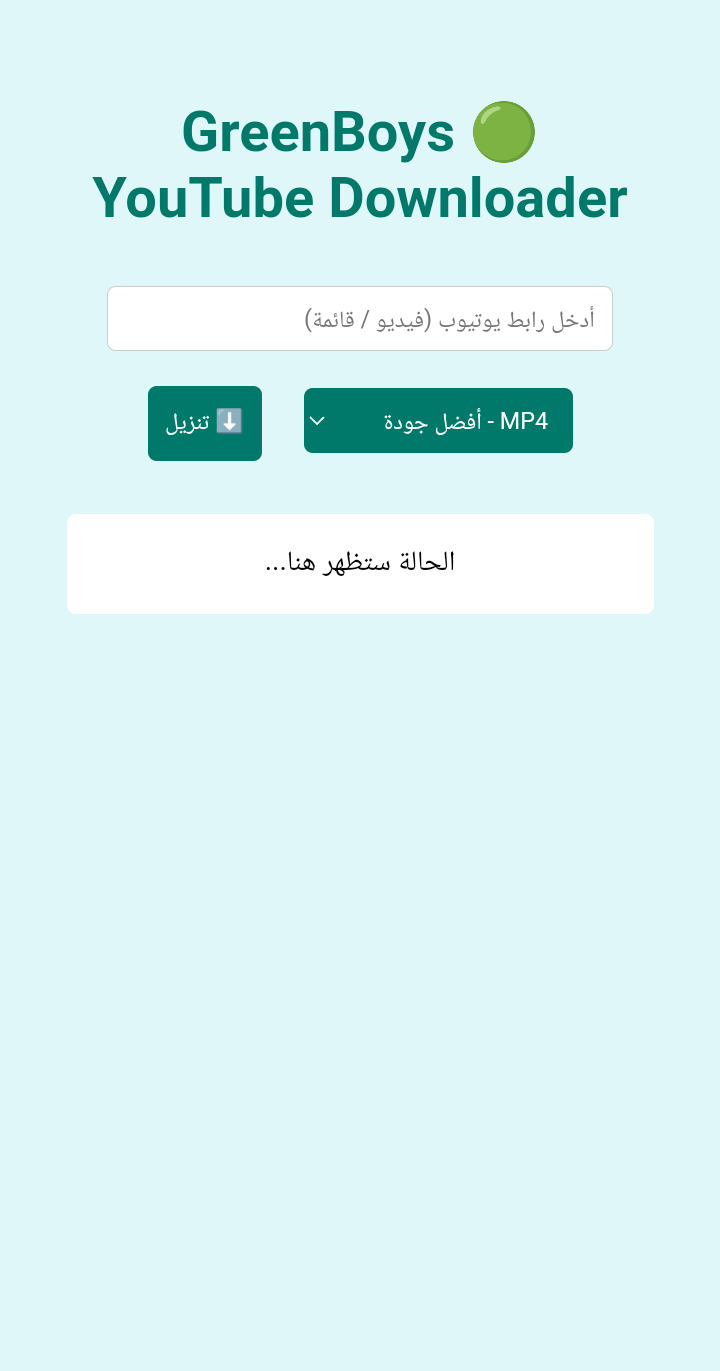 GreenBoys 🟢
YouTube Downloader
أدخل رابط يوتيوب (فيديو / قائمة)
MP4 - أفضل جودة
⬇️ تنزيل
الحالة ستظهر هنا...